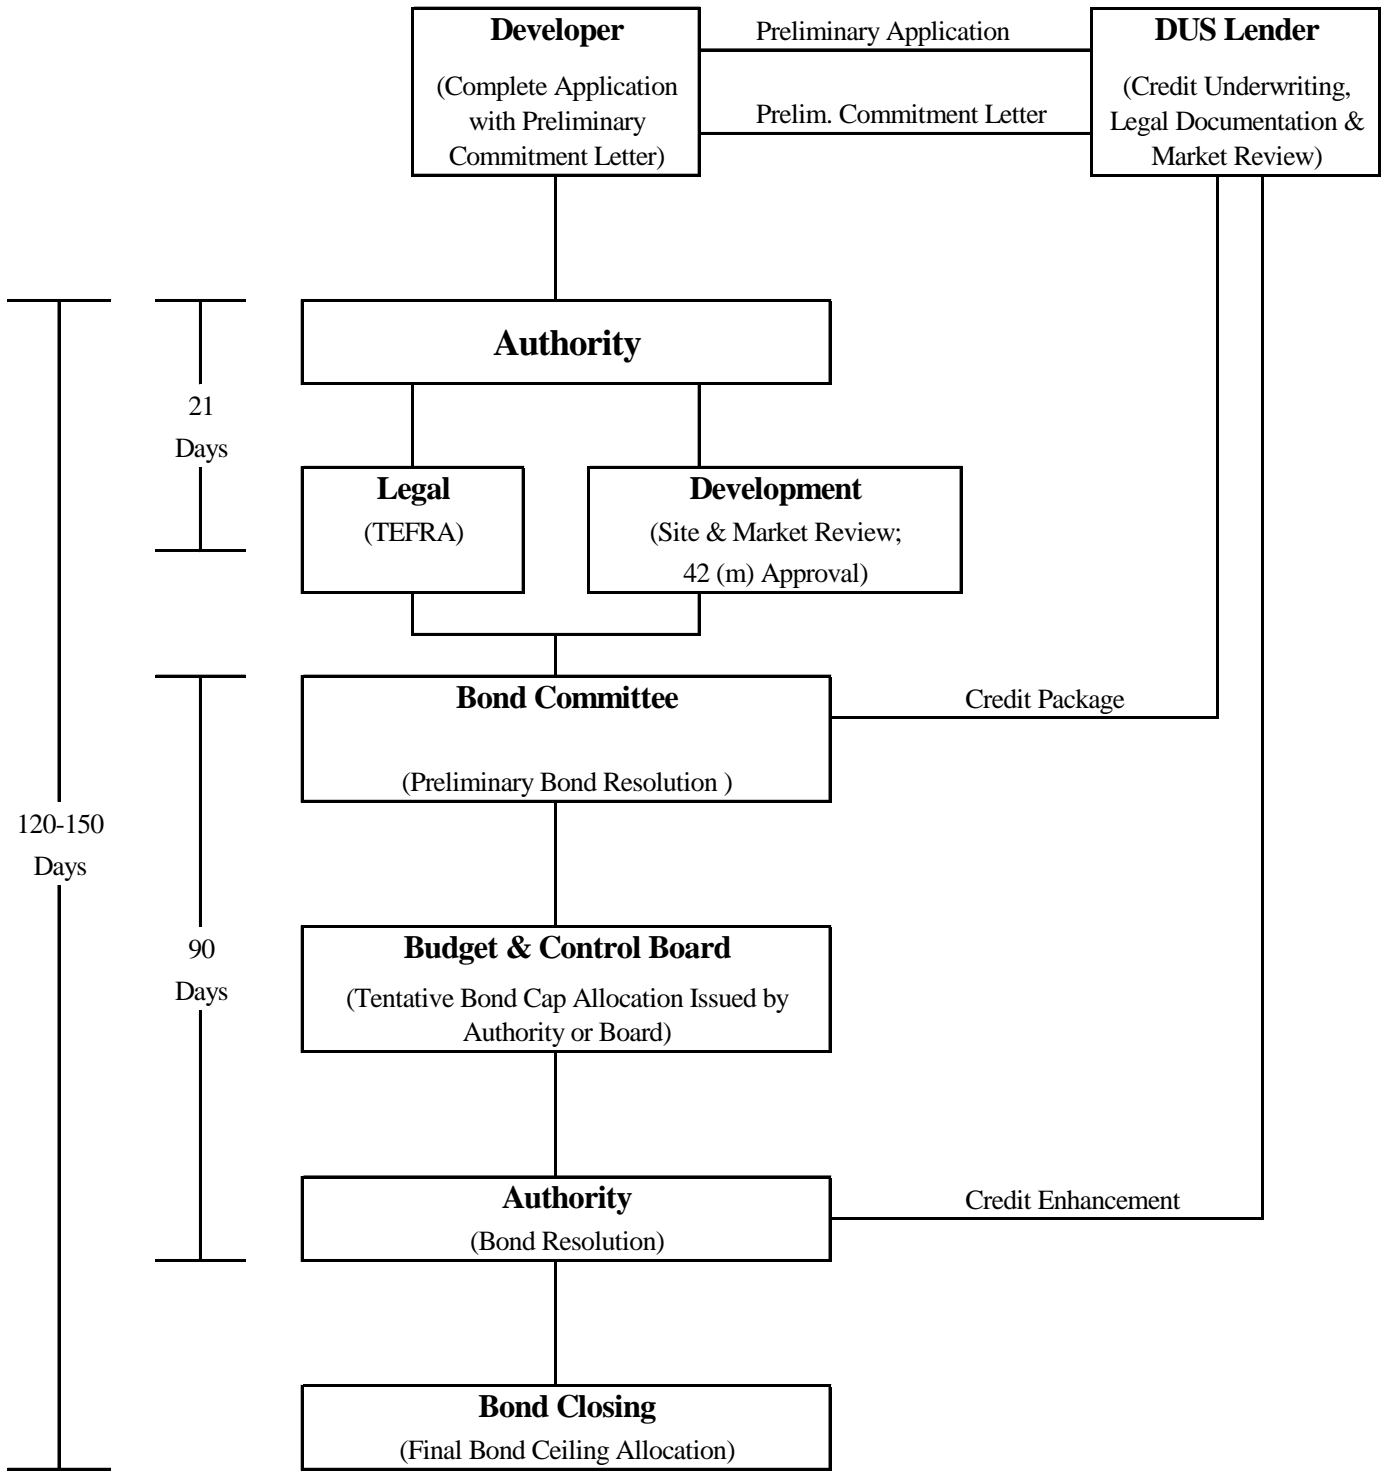 Developer
(Complete Application
with Preliminary
Commitment Letter)
Preliminary Application
Prelim. Commitment Letter
DUS Lender
(Credit Underwriting,
Legal Documentation &
Market Review)
Authority
21
Days
Legal
(TEFRA)
Development
(Site & Market Review;
42 (m) Approval)
Bond Committee
(Preliminary Bond Resolution )
Credit Package
120-150
Days
90
Days
Budget & Control Board
(Tentative Bond Cap Allocation Issued by
Authority or Board)
Authority
(Bond Resolution)
Credit Enhancement
Bond Closing
(Final Bond Ceiling Allocation)